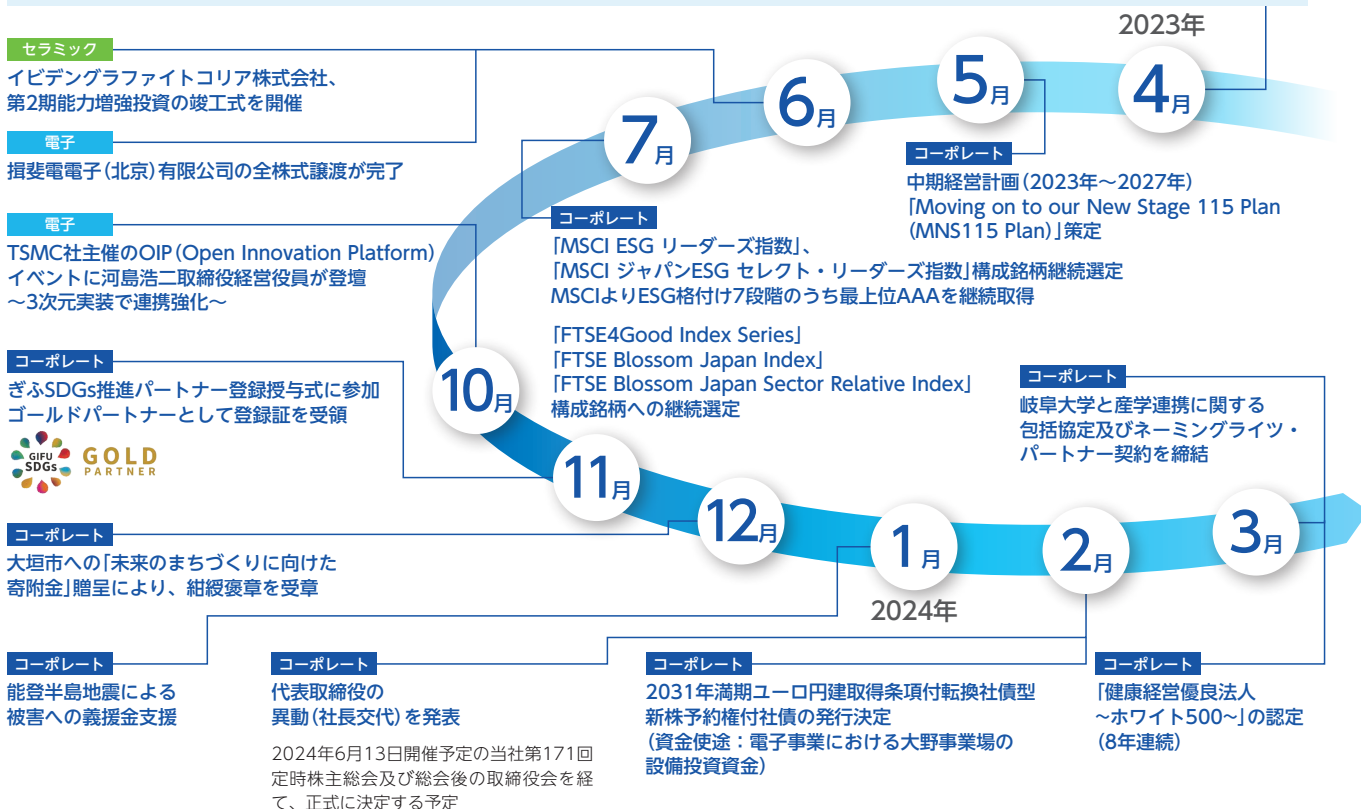 2023年
4月
5月
コーポレート
中期経営計画(2023年～2027年)
「Moving on to our New Stage 115 Plan
(MNS115 Plan)」策定
6月
セラミック
イビデングラファイトコリア株式会社、
第2期能力増強投資の竣工式を開催
電子
揖斐電電子(北京)有限公司の全株式譲渡が完了
7月
コーポレート
「MSCI ESG リーダーズ指数」、
「MSCI ジャパンESG セレクト・リーダーズ指数」構成銘柄継続選定
MSCIよりESG格付け7段階のうち最上位AAAを継続取得
「FTSE4Good Index Series」
「FTSE Blossom Japan Index」
「FTSE Blossom Japan Sector Relative Index」
構成銘柄への継続選定
10月
電子
TSMC社主催のOIP(Open Innovation Platform)
イベントに河島浩二取締役経営役員が登壇
～3次元実装で連携強化～
11月
コーポレート
ぎふSDGs推進パートナー登録授与式に参加
ゴールドパートナーとして登録証を受領
GIFU
SDGs
GOLD
PARTNER
12月
コーポレート
大垣市への「未来のまちづくりに向けた
寄附金」贈呈により、紺綬褒章を受章
1月
2024年
コーポレート
能登半島地震による
被害への義援金支援
2月
コーポレート
代表取締役の
異動(社長交代)を発表
2024年6月13日開催予定の当社第171回
定時株主総会及び総会後の取締役会を経
て、正式に決定する予定
コーポレート
2031年満期ユーロ円建取得条項付転換社債型
新株予約権付社債の発行決定
(資金使途：電子事業における大野事業場の
設備投資資金)
3月
コーポレート
岐阜大学と産学連携に関する
包括協定及びネーミングライツ・
パートナー契約を締結
コーポレート
「健康経営優良法人
～ホワイト500～」の認定
(8年連続)